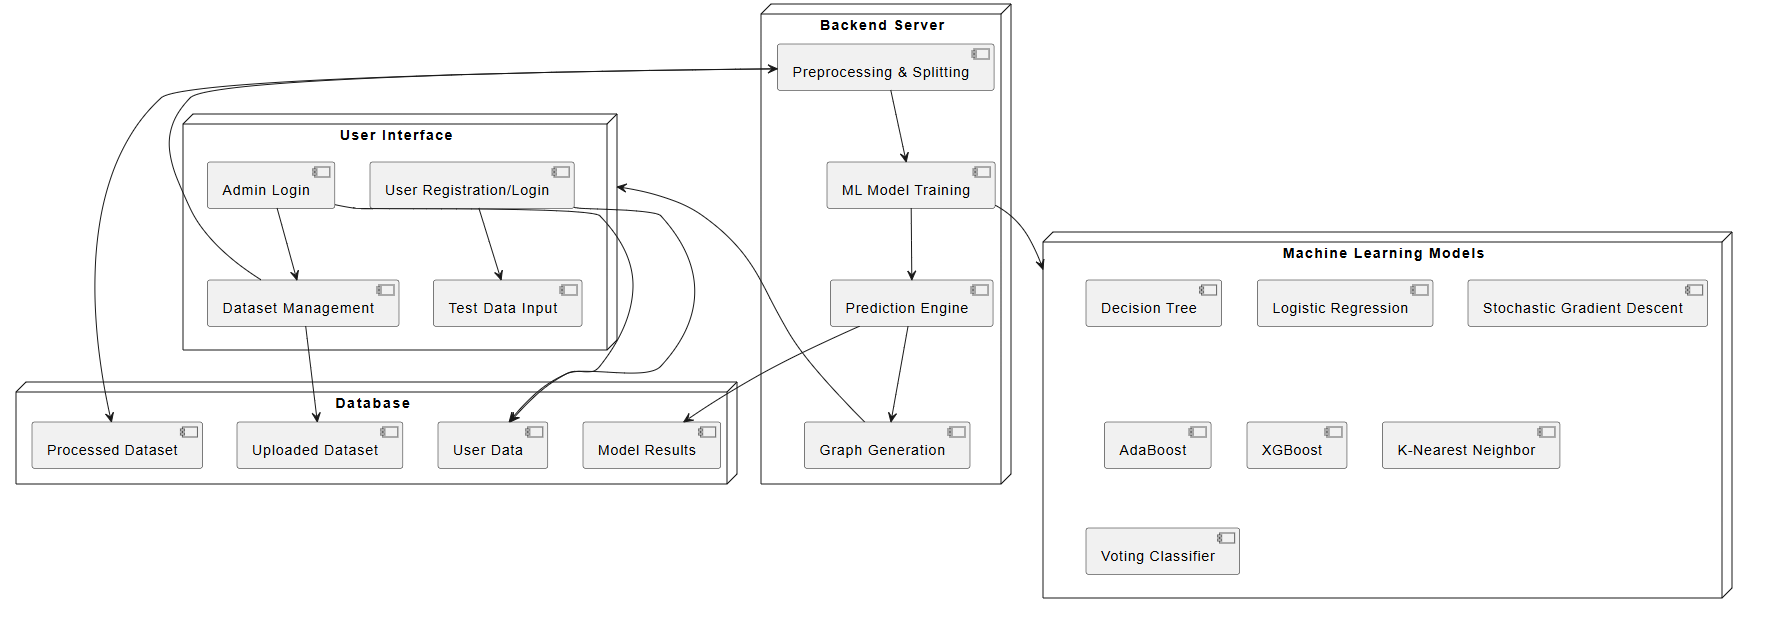 Backend Server
Preprocessing & Splitting
User Interface
Admin Login
User Registration/Login
ML Model Training
Machine Learning Models
Dataset Management
Test Data Input
Prediction Engine
Decision Tree
Logistic Regression
Stochastic Gradient Descent
Database
Processed Dataset
Uploaded Dataset
User Data
Model Results
Graph Generation
AdaBoost
XGBoost
K-Nearest Neighbor
Voting Classifier